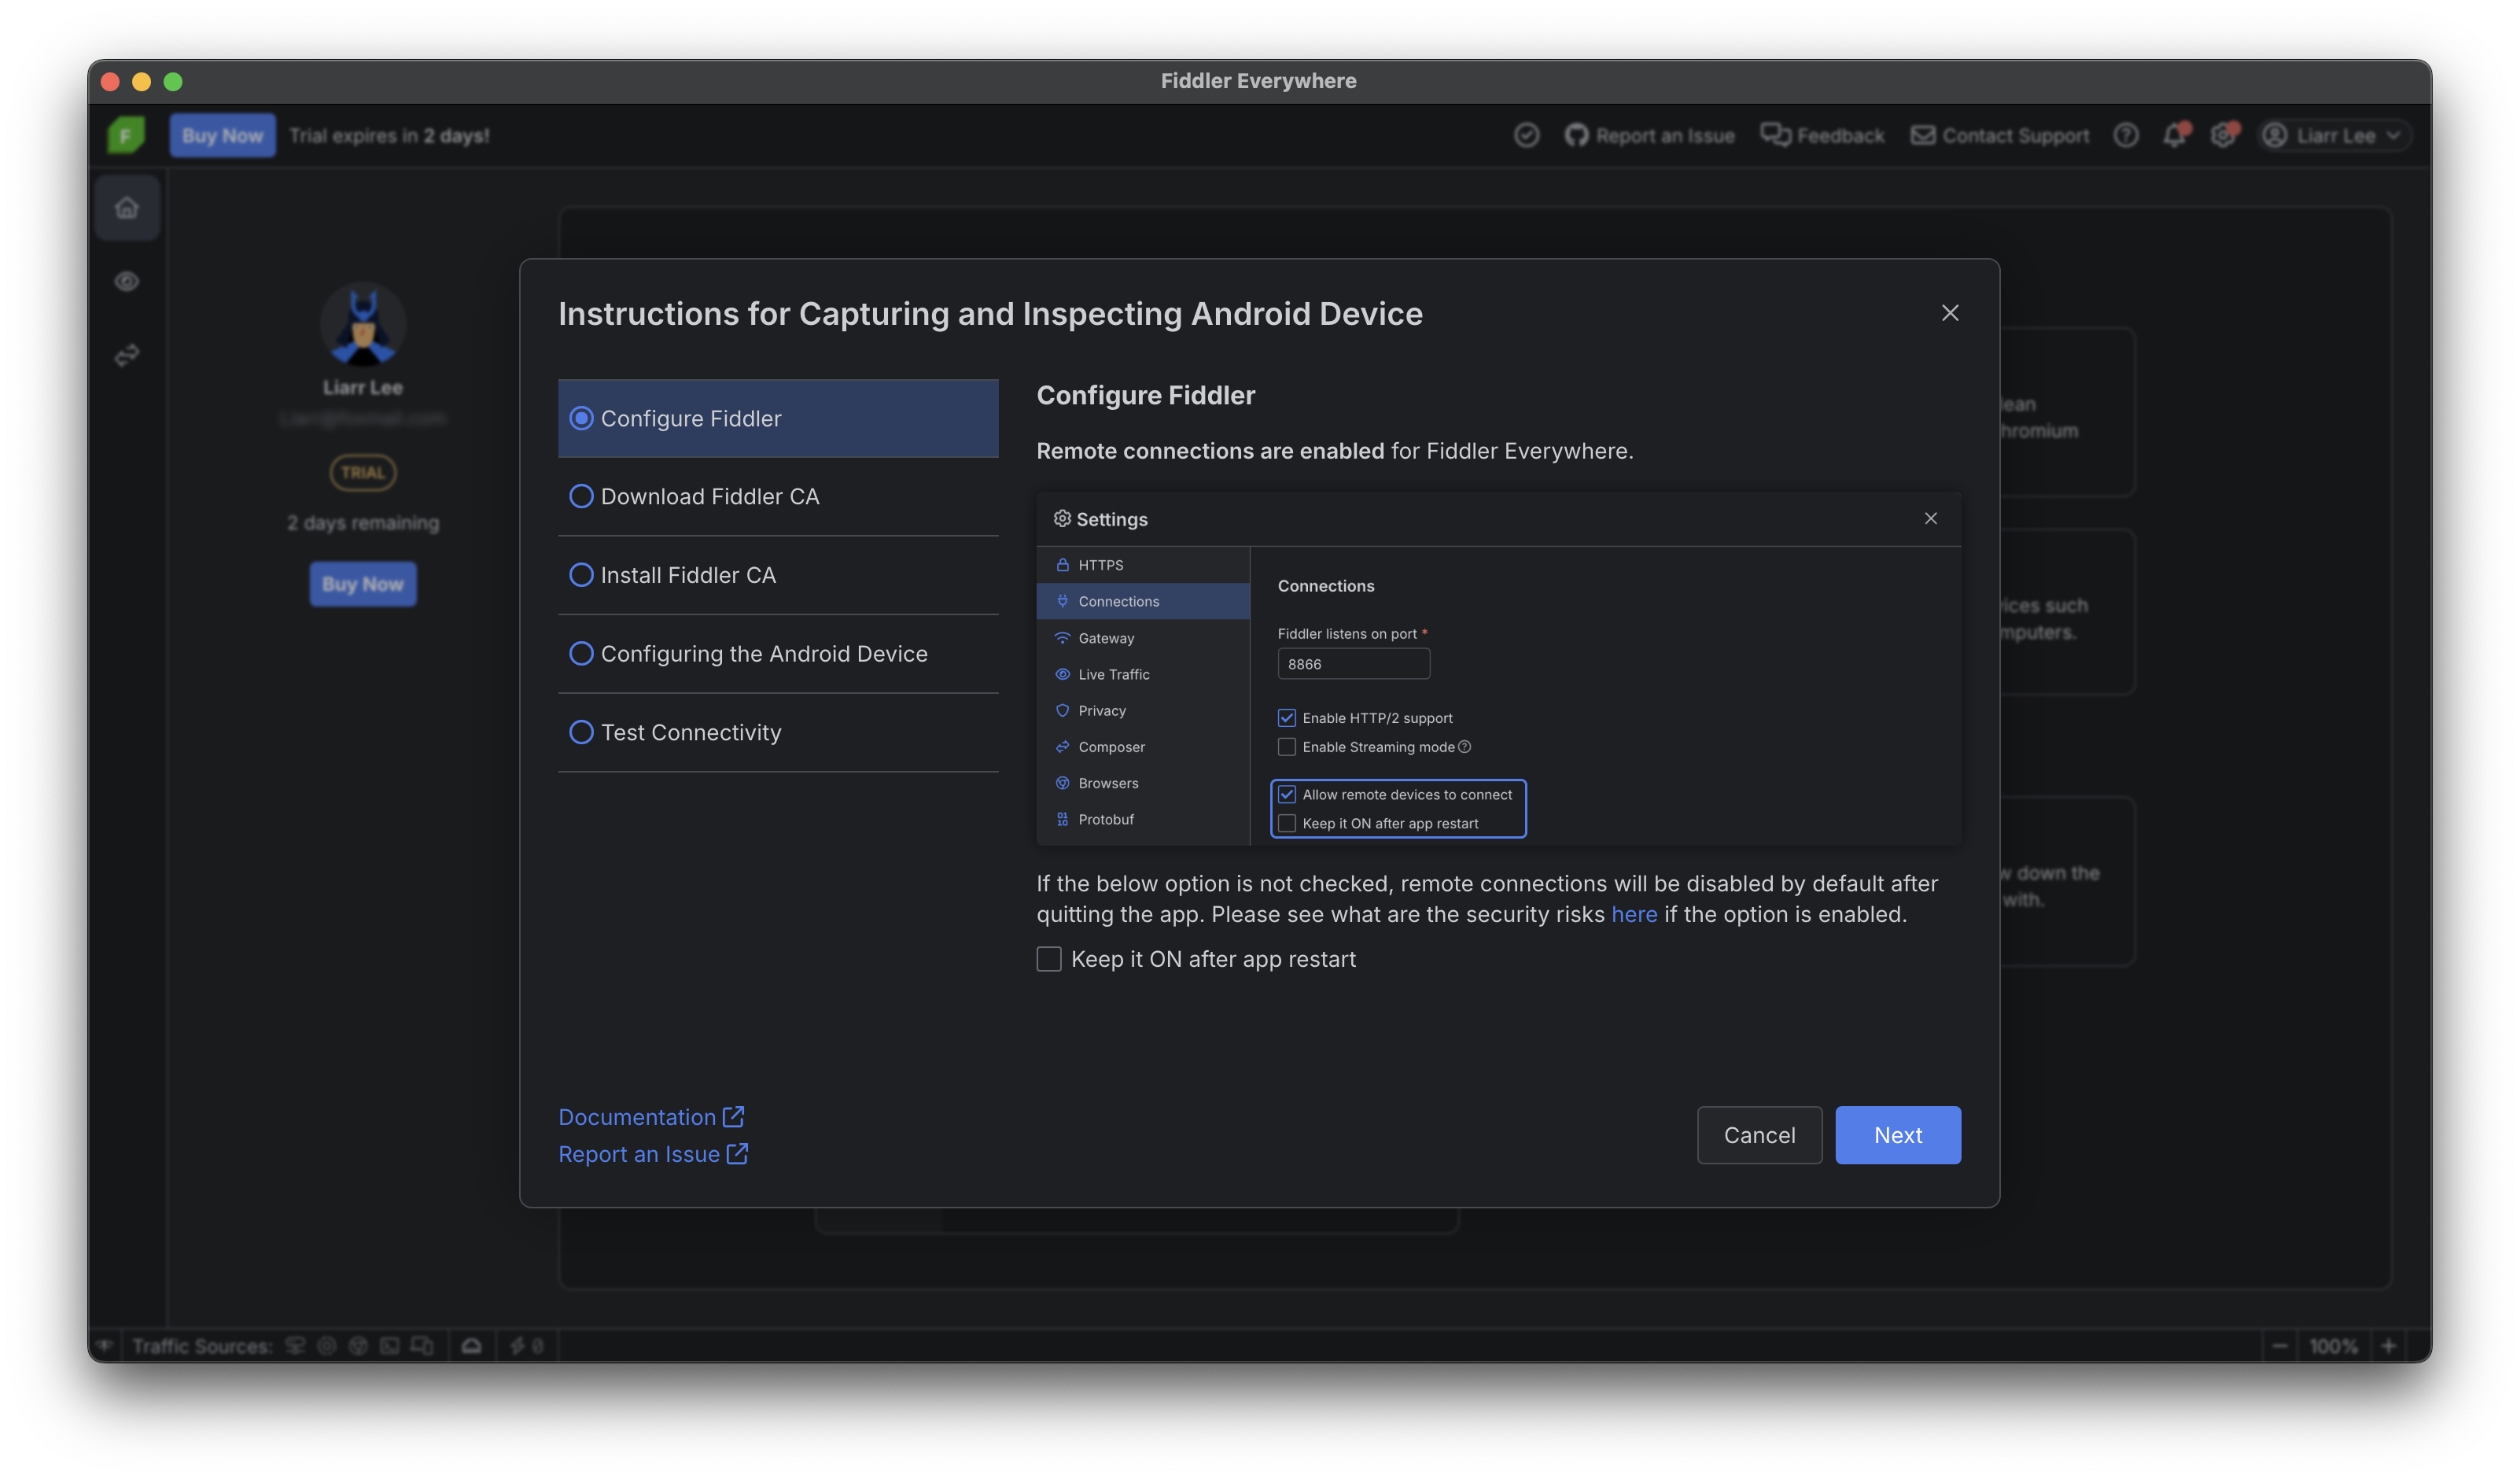 Fiddler Everywhere
F
Buy Now
Trial expires in 2 days!
Report an Issue
Feedback
Contact Support
Liarr Lee
Liarr Lee
TRIAL
2 days remaining
Buy Now
Instructions for Capturing and Inspecting Android Device
Configure Fiddler
Download Fiddler CA
Install Fiddler CA
Configuring the Android Device
Test Connectivity
Configure Fiddler
Remote connections are enabled for Fiddler Everywhere.
Settings
HTTPS
Connections
Gateway
Live Traffic
Privacy
Composer
Browsers
Protobuf
Connections
Fiddler listens on port *
8866
Enable HTTP/2 support
Enable Streaming mode
Allow remote devices to connect
Keep it ON after app restart
If the below option is not checked, remote connections will be disabled by default after
quitting the app. Please see what are the security risks here if the option is enabled.
Keep it ON after app restart
Documentation
Report an Issue
Cancel
Next
such
down the
with.
Traffic Sources:
0
100%